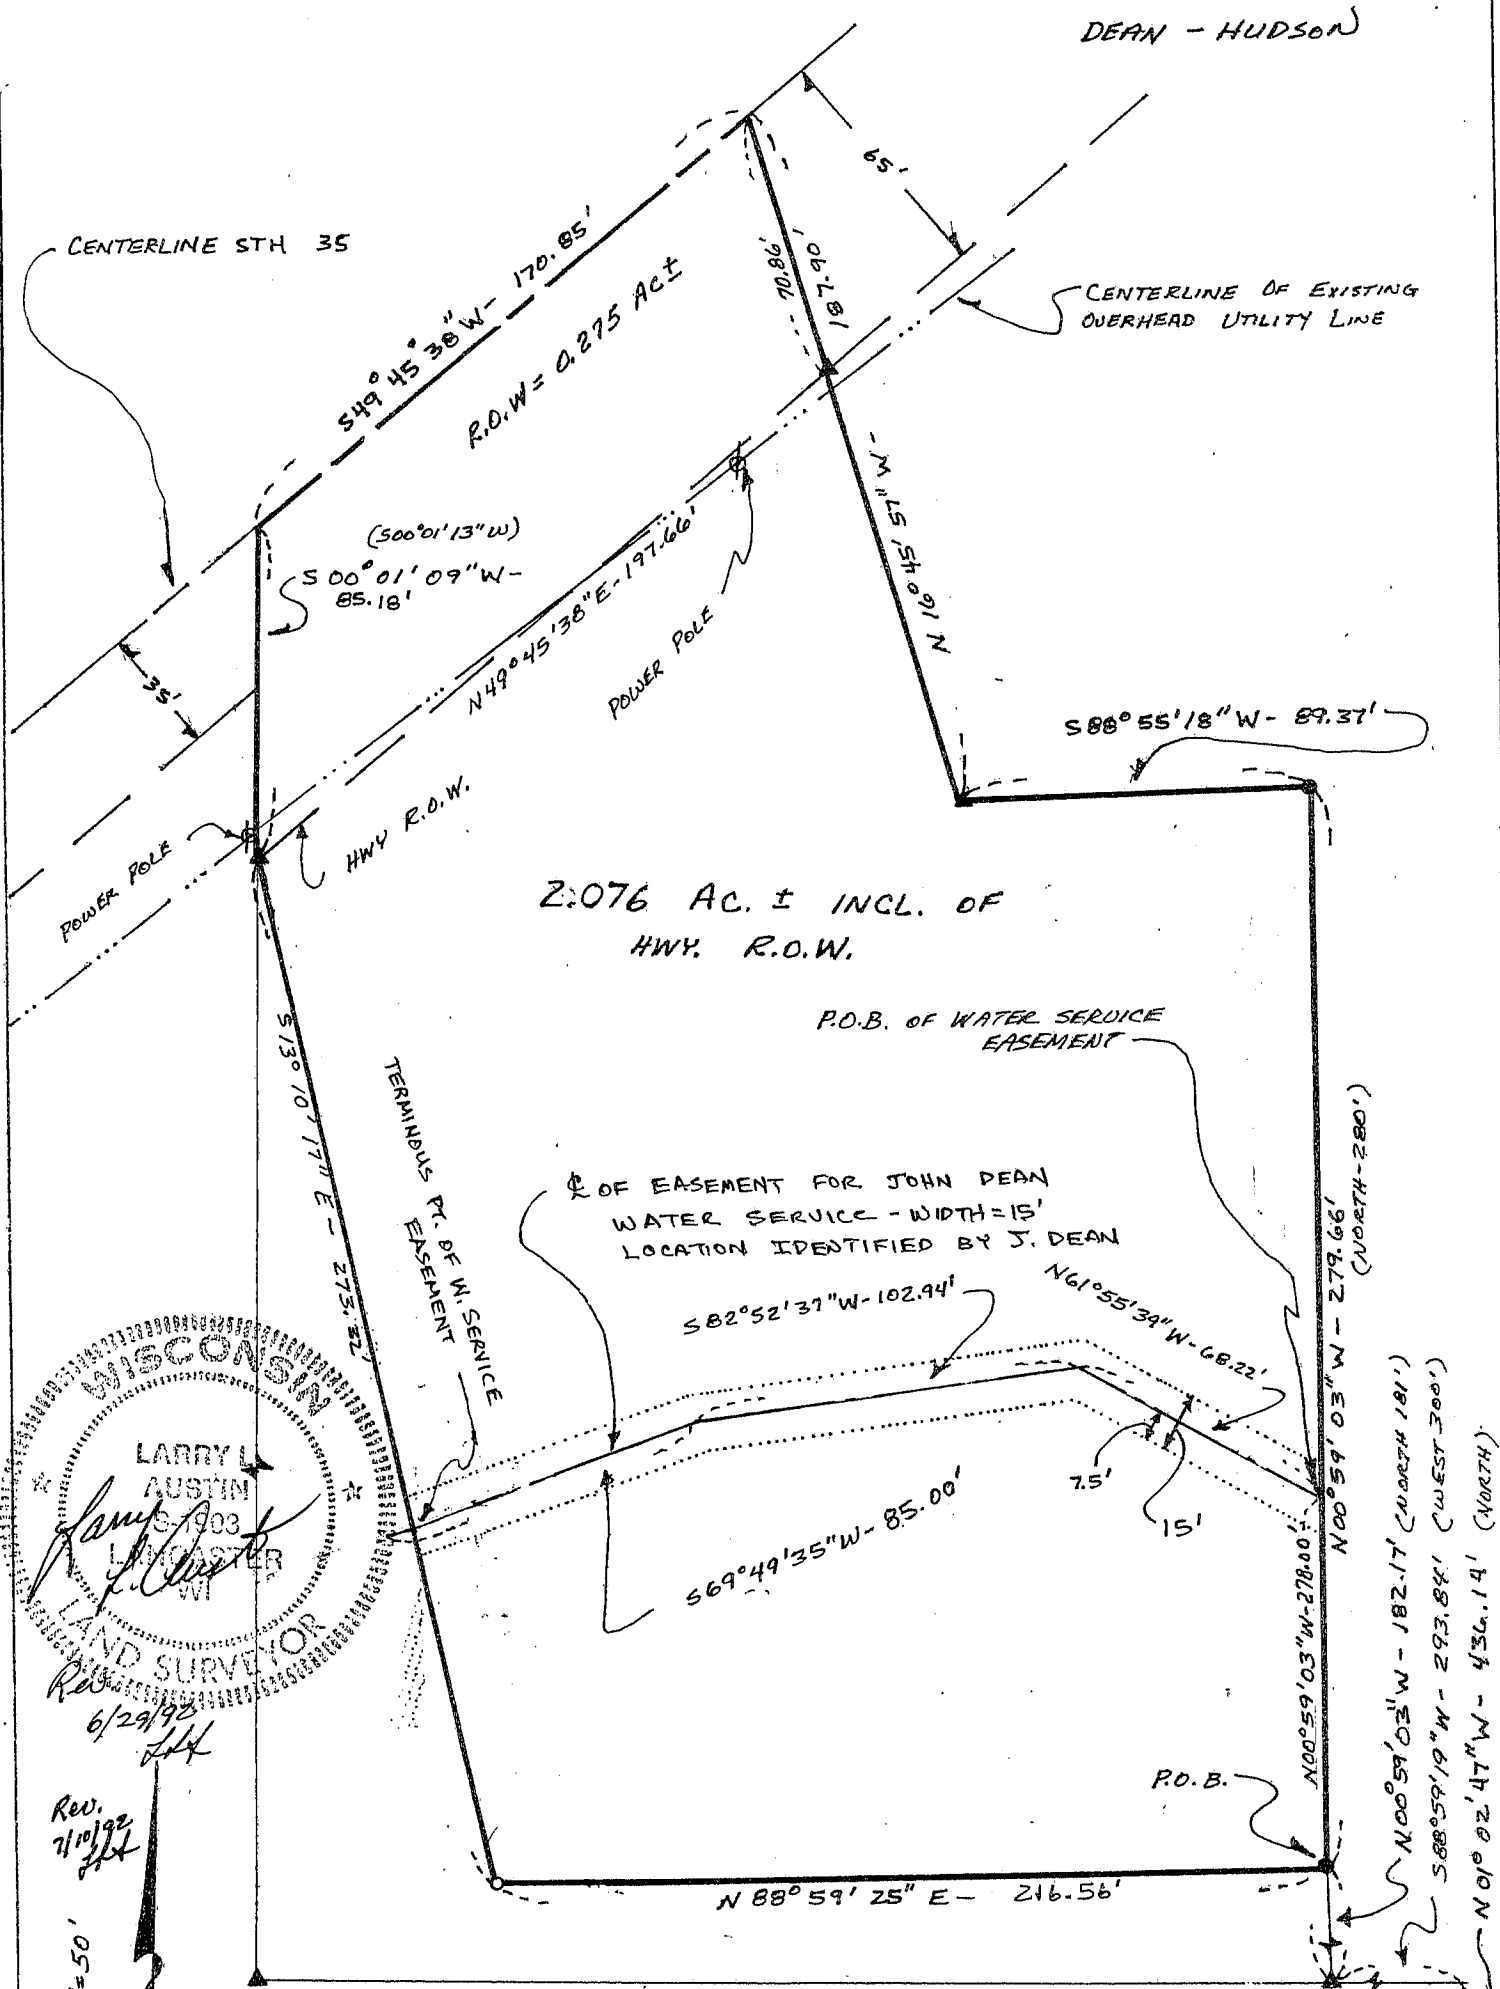 DEAN - HUDSON
CENTERLINE STH 35
65'
S49° 45' 38" W - 170.85'
R.O.W = 0.275 AC±
70.86'
187.90'
CENTERLINE OF EXISTING
OVERHEAD UTILITY LINE
(S00°01'13"W)
S 00° 01' 09" W -
85.18'
N49°45'38"E-197.66'
POWER POLE
N 16° 45' 57" W -
35'
S88° 55' 18" W - 89.37'
POWER POLE
HWY R.O.W.
2.076 AC. ± INCL. OF
HWY. R.O.W.
P.O.B. OF WATER SERVICE
EASEMENT
S13° 10' 17" E - 273.32'
TERMINOUS PT. OF W. SERVICE
EASEMENT
℄ OF EASEMENT FOR JOHN DEAN
WATER SERVICE - WIDTH = 15'
LOCATION IDENTIFIED BY J. DEAN
S82°52'37"W-102.94'
N61°55'39"W-68.22'
N00°59'03"W - 279.66'
(NORTH-280')
7.5'
15'
S69°49'35"W-85.00'
WISCONSIN
LARRY L.
AUSTIN
S-1903
LANCASTER
WI
LAND SURVEYOR
Larry
L. Austin
Rev.
6/29/92
LLA
Rev.
7/10/92
LLA
=50'
N00°59'03"W-278.00'
P.O.B.
N 88° 59' 25" E - 216.56'
N00°59'03"W - 182.17' (NORTH 181')
S88°59'19"W - 293.84' (WEST 300')
N01°02'47"W - 436.14' (NORTH)